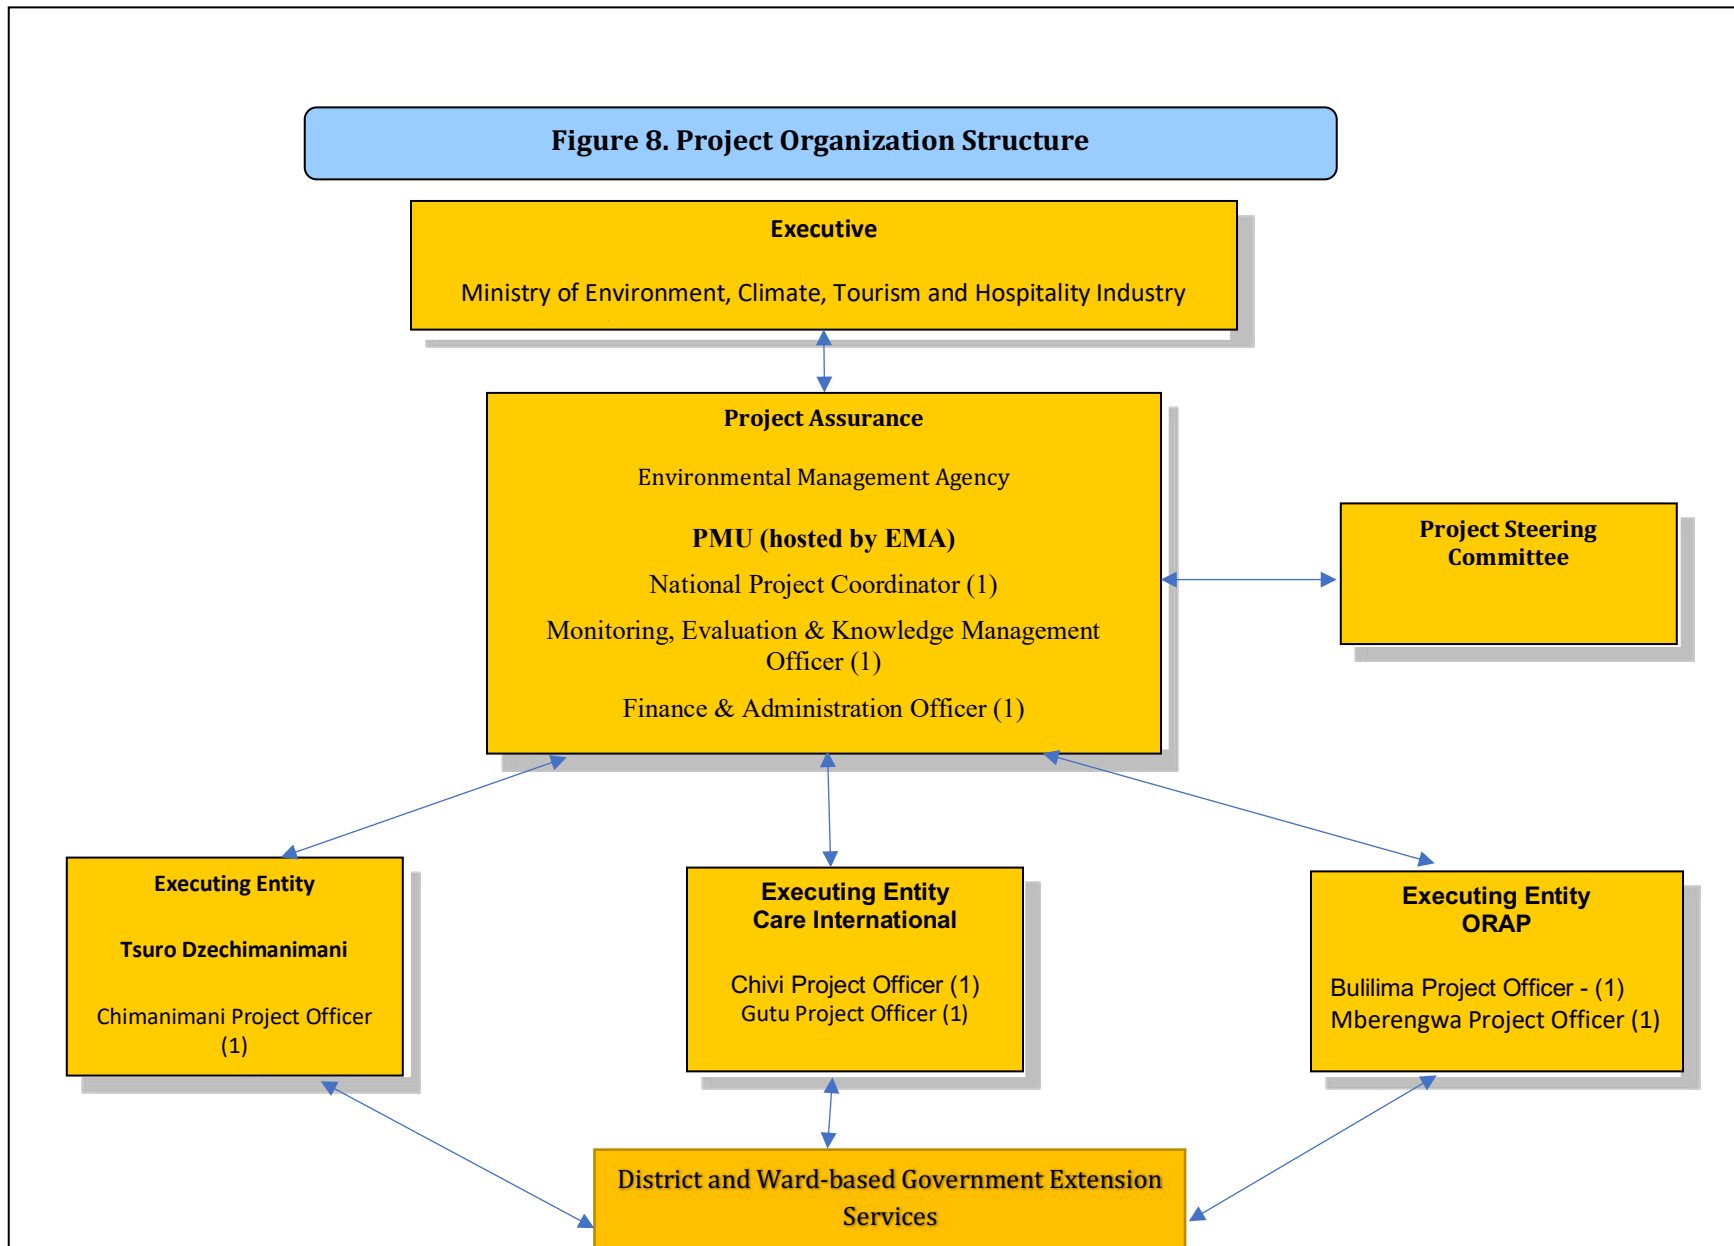 Figure 8. Project Organization Structure
Executive
Ministry of Environment, Climate, Tourism and Hospitality Industry
Project Assurance
Environmental Management Agency
PMU (hosted by EMA)
National Project Coordinator (1)
Monitoring, Evaluation & Knowledge Management
Officer (1)
Finance & Administration Officer (1)
Project Steering
Committee
Executing Entity
Tsuro Dzechimanimani
Chimanimani Project Officer
(1)
Executing Entity
Care International
Chivi Project Officer (1)
Gutu Project Officer (1)
Executing Entity
ORAP
Bulilima Project Officer - (1)
Mberengwa Project Officer (1)
District and Ward-based Government Extension
Services